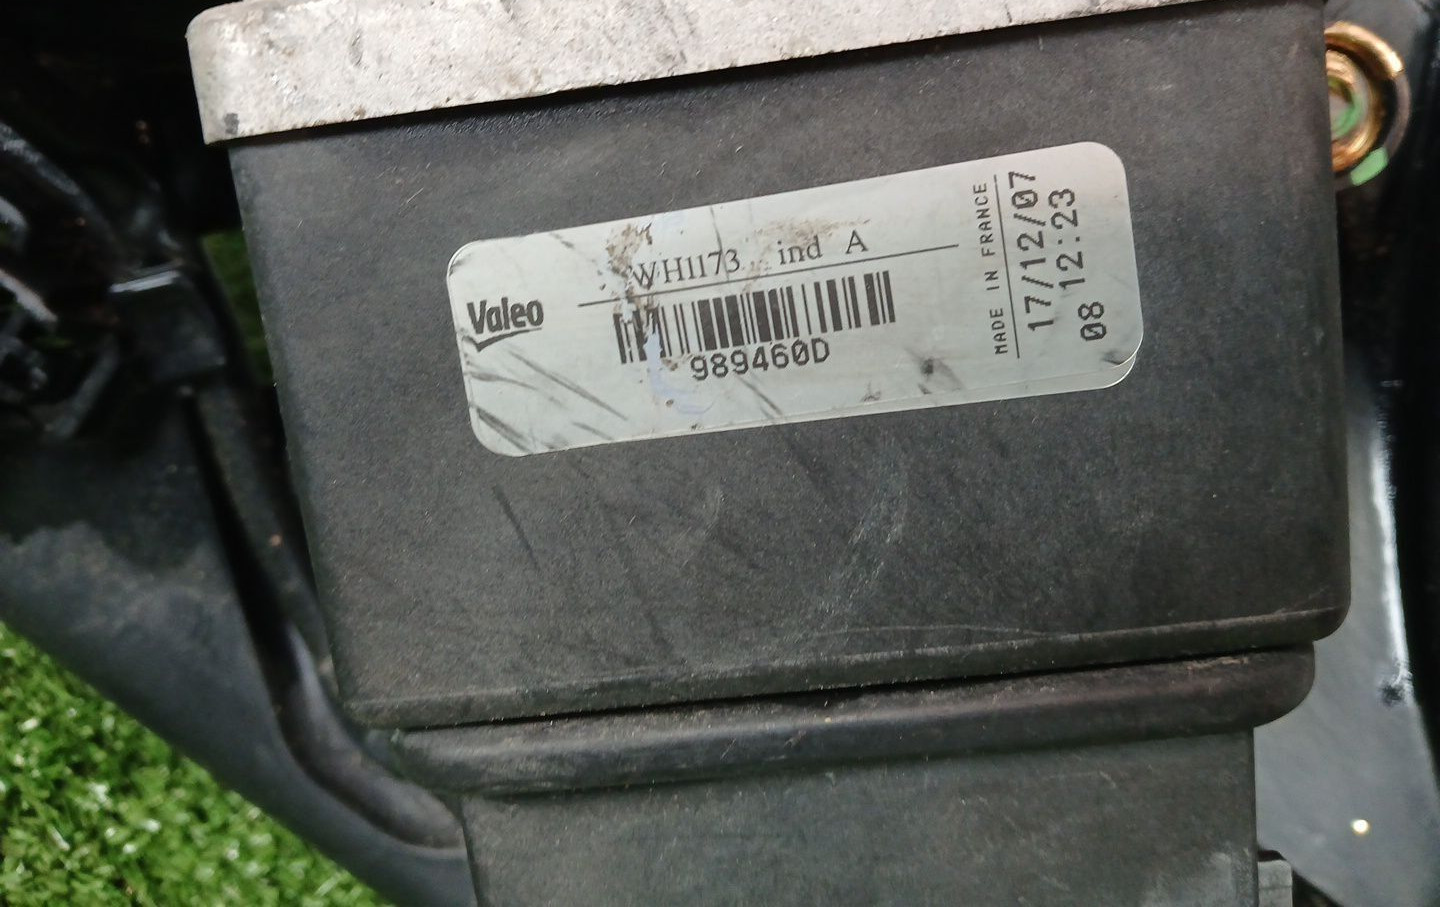 Valeo
WH1173 ind A
989460D
MADE IN FRANCE
17/12/07
08 12:23